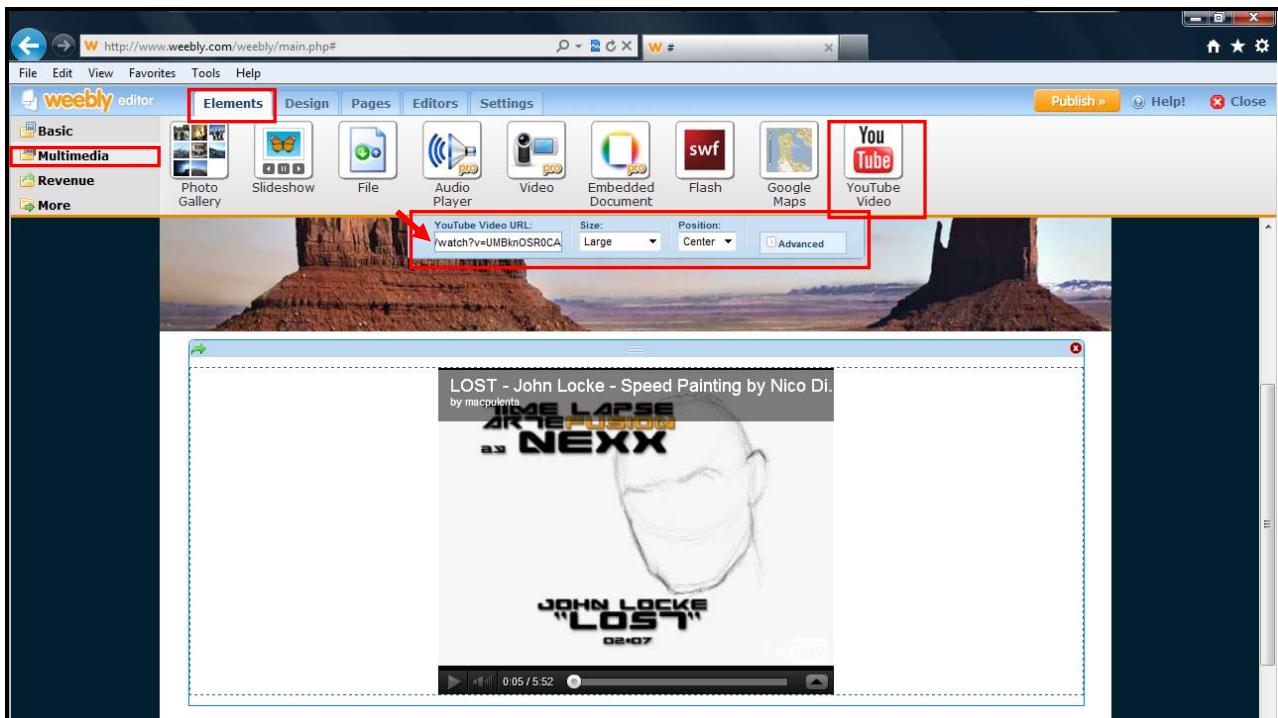 http://www.weebly.com/weebly/main.php#
W #
File Edit View Favorites Tools Help
weebly editor
Elements Design Pages Editors Settings
Publish » Help! Close
Basic
Multimedia
Revenue
More
Photo Gallery
Slideshow
File
Audio Player
pro
Video
pro
Embedded Document
pro
swf
Flash
Google Maps
You Tube
YouTube Video
YouTube Video URL: Size: Position:
/watch?v=UMBknOSR0CA Large Center Advanced
LOST - John Locke - Speed Painting by Nico Di...
by macpulenta
TIME LAPSE
ARTEFUSION
by NEXX
JOHN LOCKE
"LOST"
02•07
YouTube
0:05 / 5:52